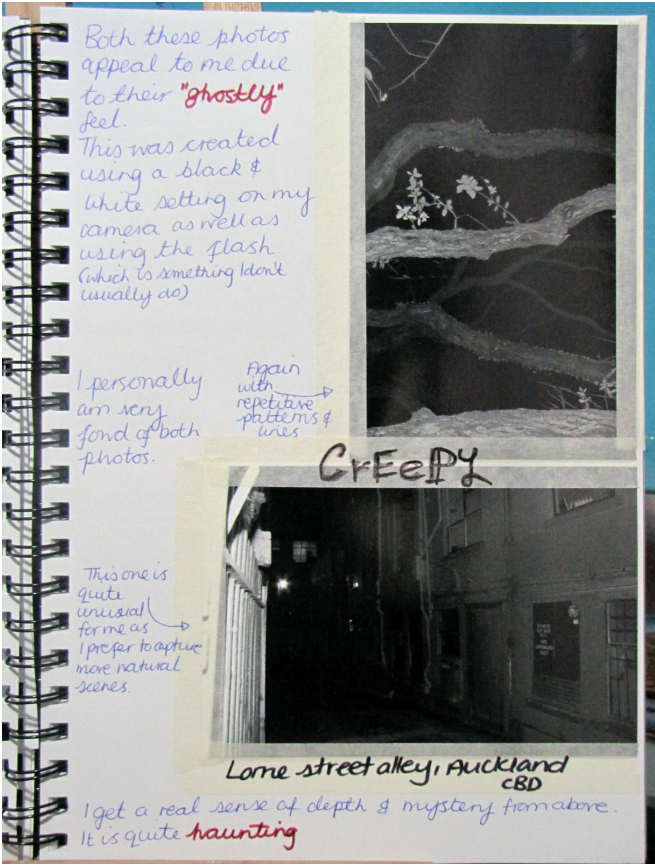 Both these photos
appeal to me due
to their "ghostly"
feel.
This was created
using a black &
white setting on my
camera as well as
using the flash
(which is something I don't
usually do)
I personally
am very
fond of both
photos.
Again
with
repetitive
patterns &
lines
CrEePY
This one is
quite
unusual
for me as
I prefer to capture
more natural
scenes.
Lorne street alley, Auckland
CBD
I get a real sense of depth & mystery from above.
It is quite haunting